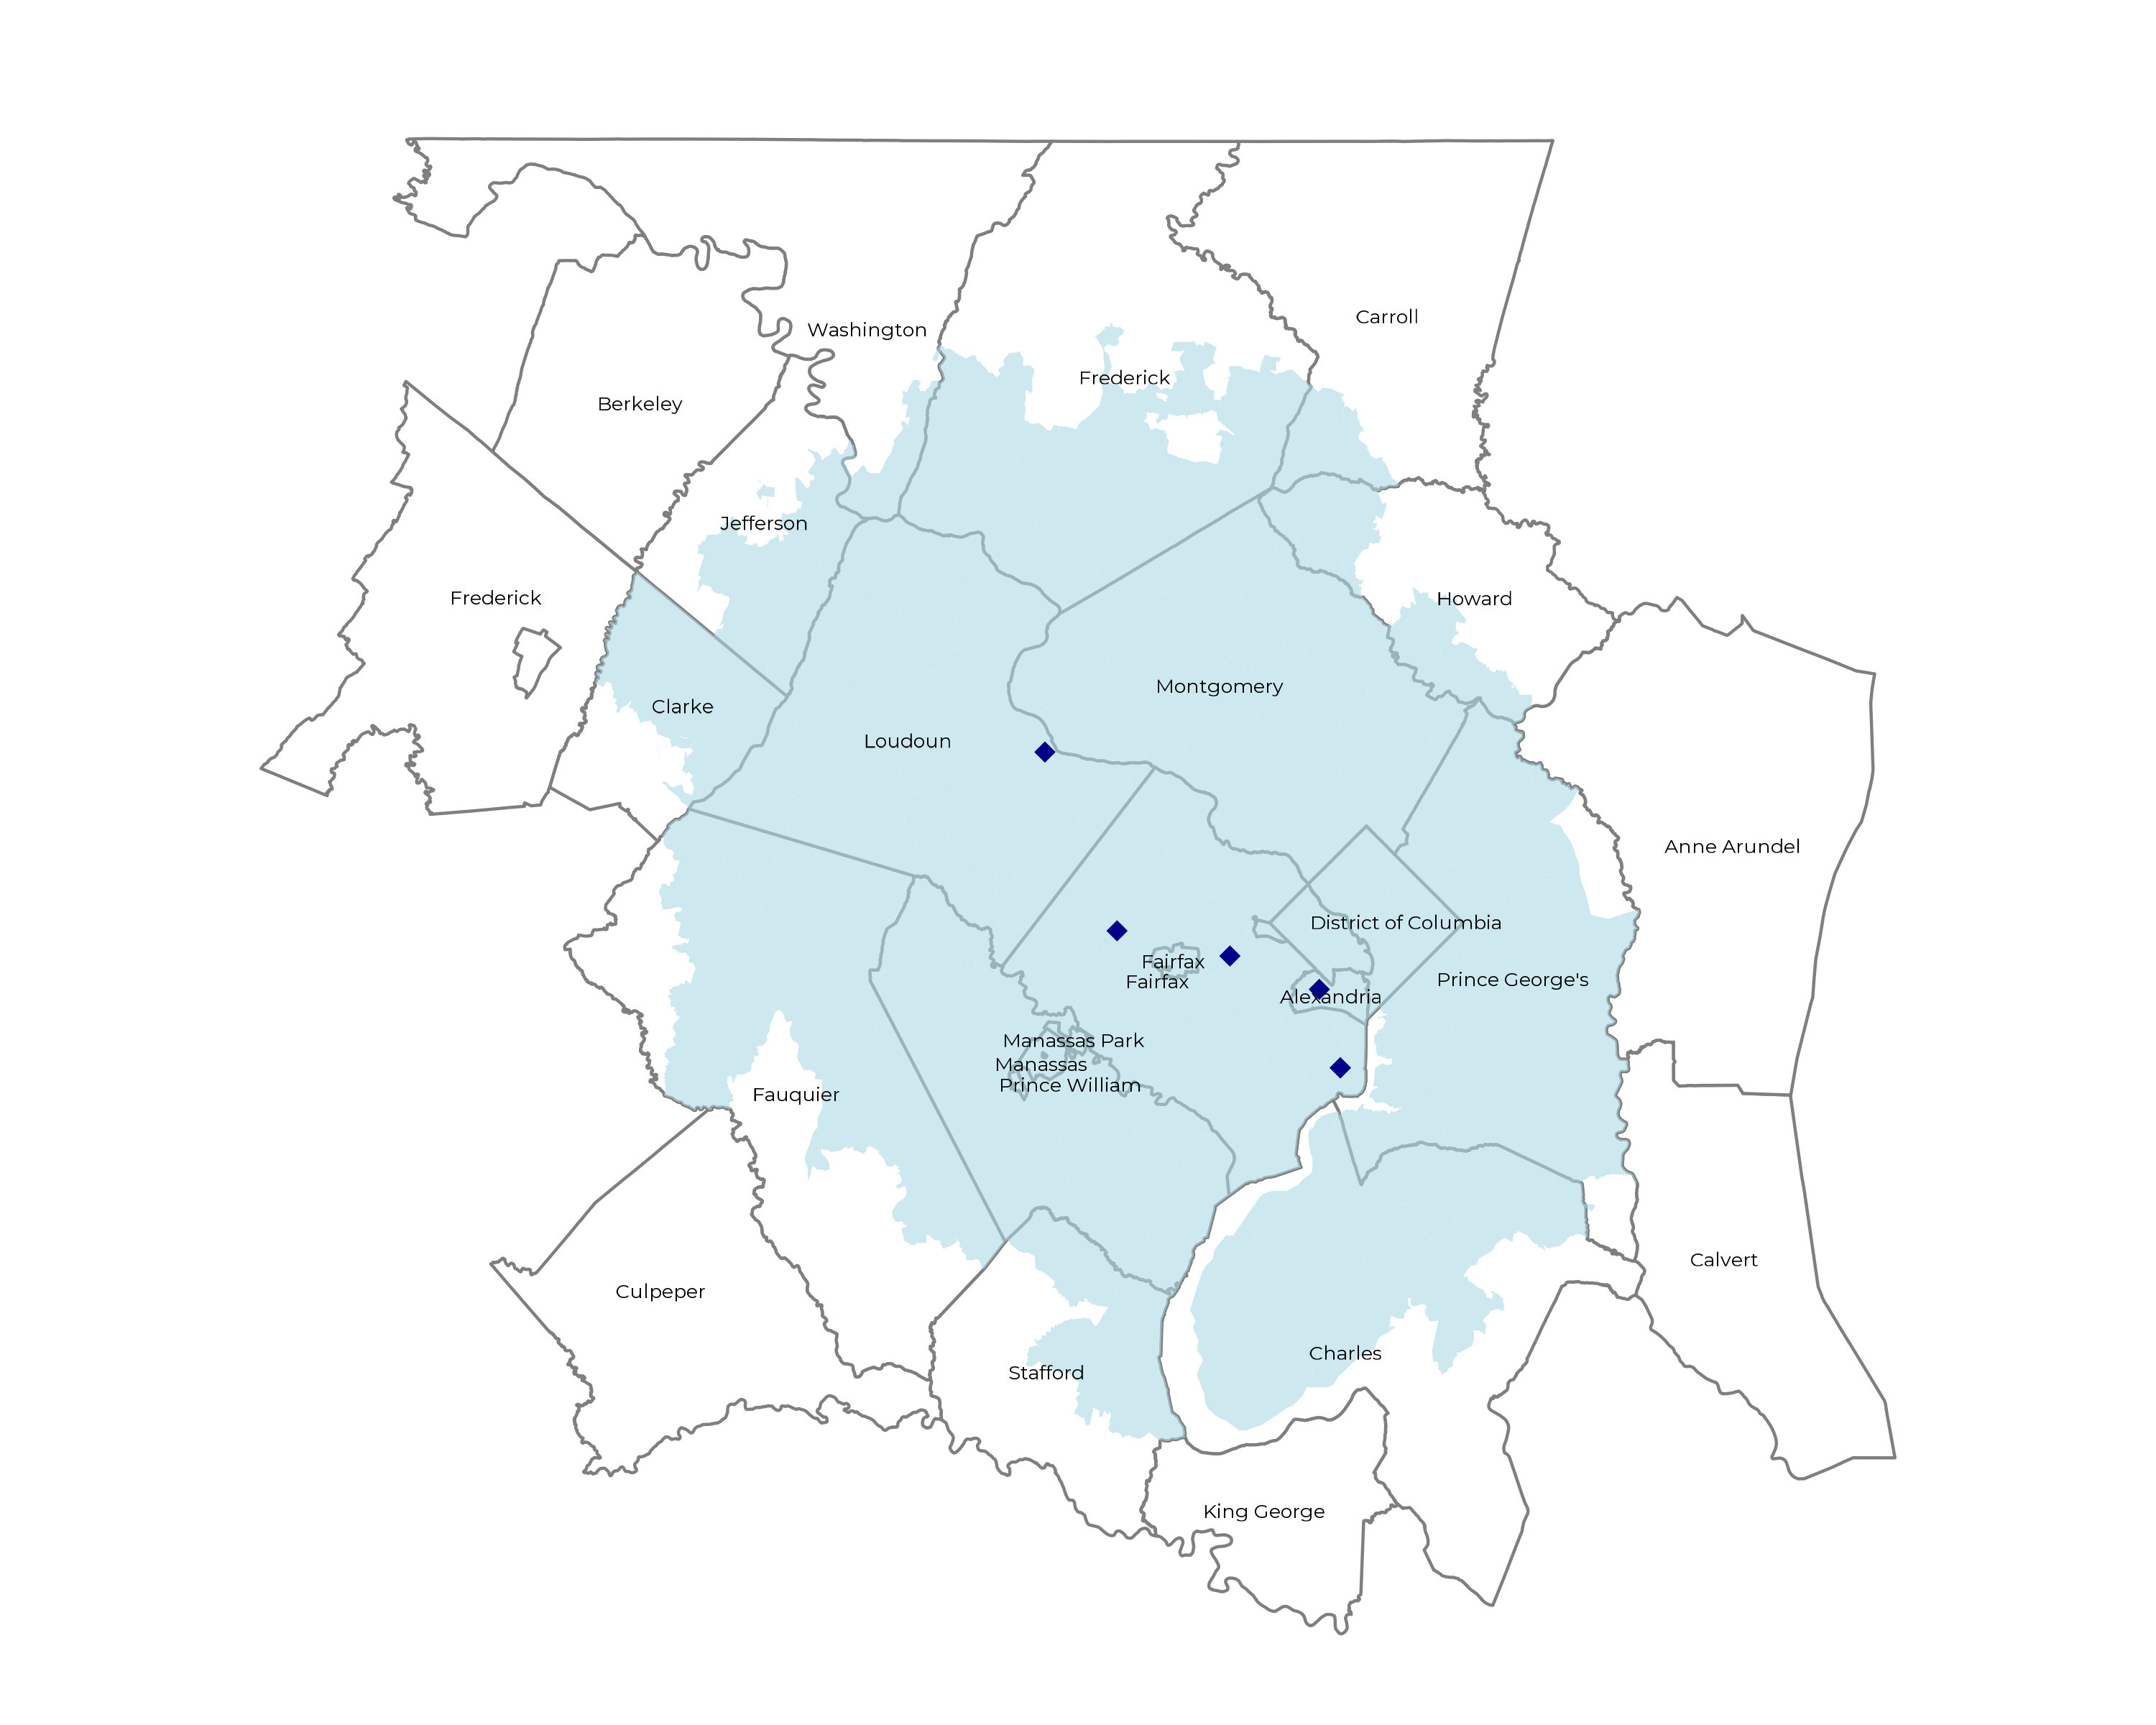 Carroll
Washington
Frederick
Berkeley
Jefferson
Frederick
Howard
Montgomery
Clarke
Loudoun
Anne Arundel
District of Columbia
Fairfax
Fairfax
Prince George's
Alexandria
Manassas Park
Manassas
Prince William
Fauquier
Calvert
Culpeper
Charles
Stafford
King George